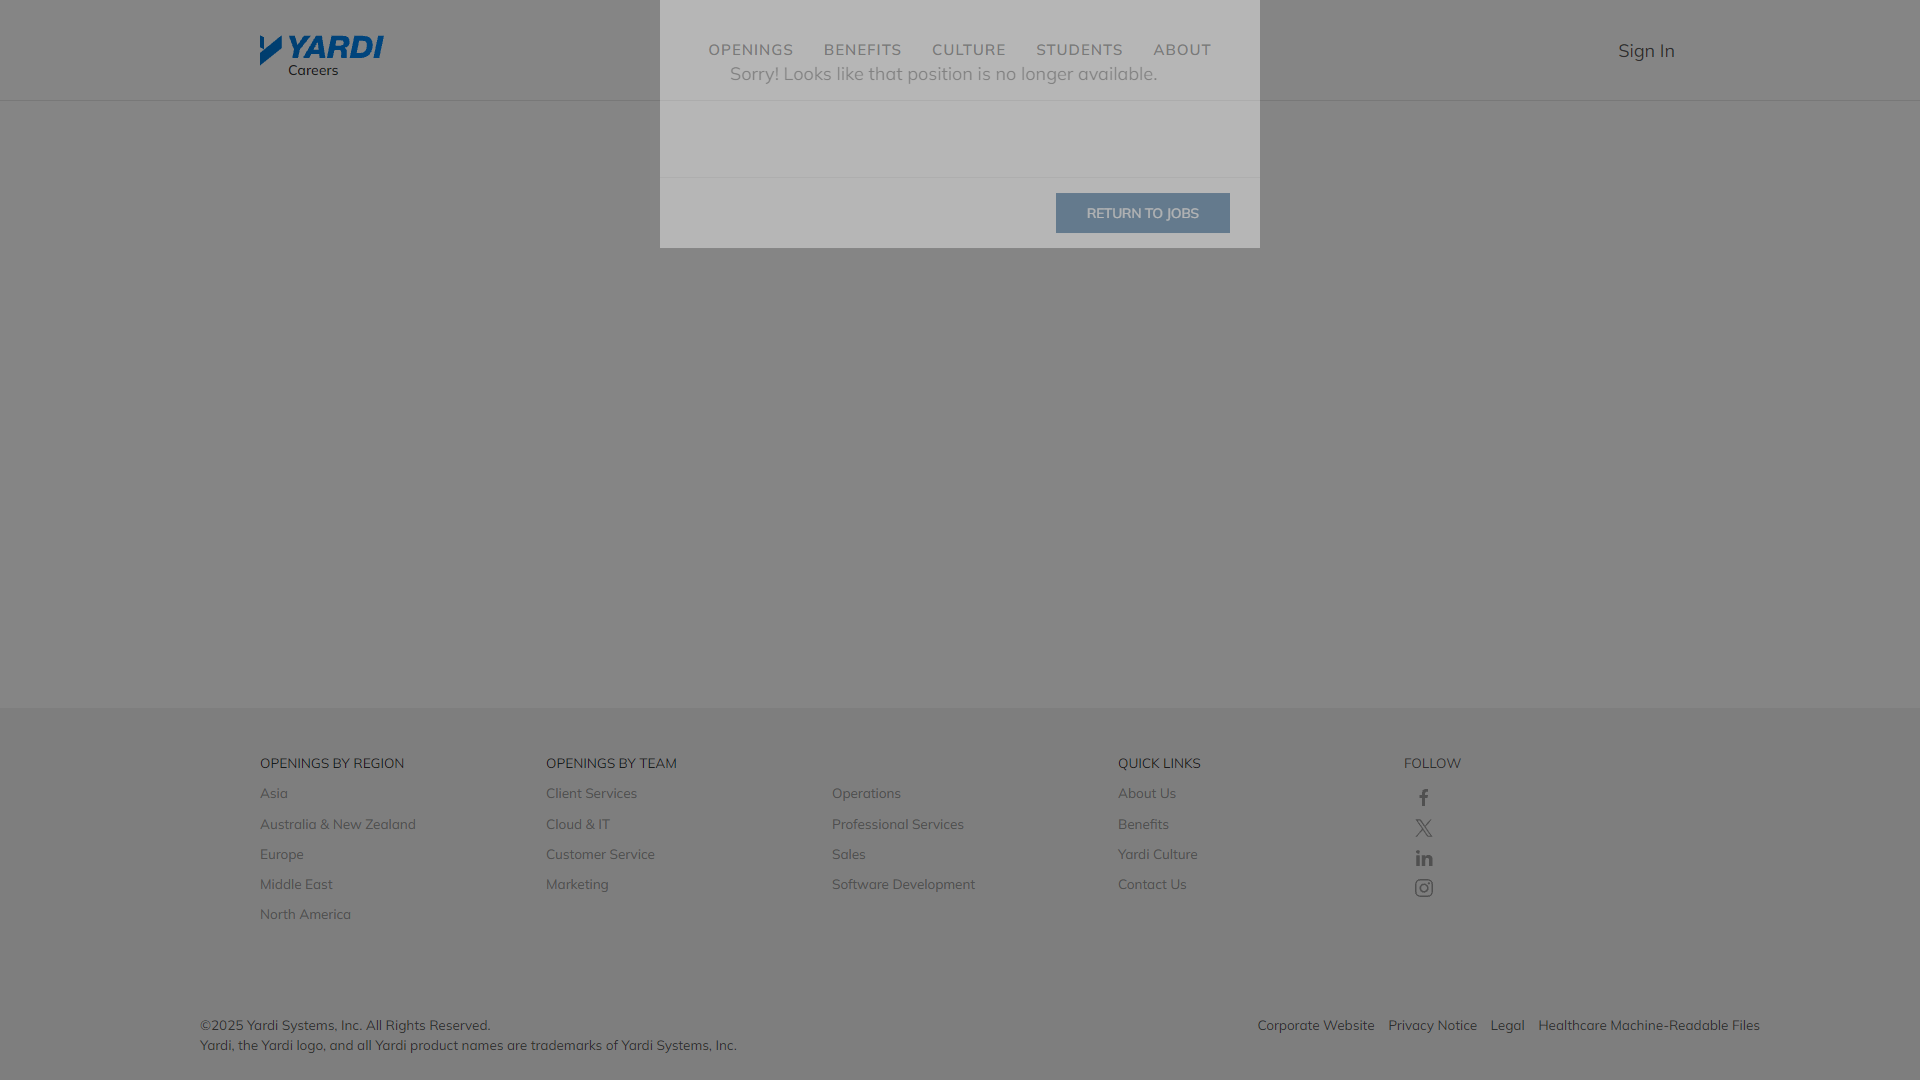 YARDI
Careers
OPENINGS BENEFITS CULTURE STUDENTS ABOUT
Sign In
Sorry! Looks like that position is no longer available.
RETURN TO JOBS
OPENINGS BY REGION
Asia
Australia & New Zealand
Europe
Middle East
North America
OPENINGS BY TEAM
Client Services
Cloud & IT
Customer Service
Marketing
Operations
Professional Services
Sales
Software Development
QUICK LINKS
About Us
Benefits
Yardi Culture
Contact Us
FOLLOW
©2025 Yardi Systems, Inc. All Rights Reserved.
Yardi, the Yardi logo, and all Yardi product names are trademarks of Yardi Systems, Inc.
Corporate Website Privacy Notice Legal Healthcare Machine-Readable Files